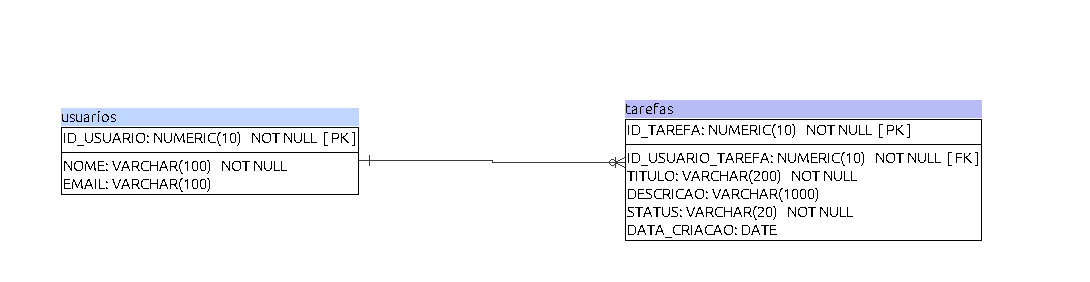 usuarios
ID_USUARIO: NUMERIC(10) NOT NULL [ PK ]
NOME: VARCHAR(100) NOT NULL
EMAIL: VARCHAR(100)
tarefas
ID_TAREFA: NUMERIC(10) NOT NULL [ PK ]
ID_USUARIO_TAREFA: NUMERIC(10) NOT NULL [ FK ]
TITULO: VARCHAR(200) NOT NULL
DESCRICAO: VARCHAR(1000)
STATUS: VARCHAR(20) NOT NULL
DATA_CRIACAO: DATE